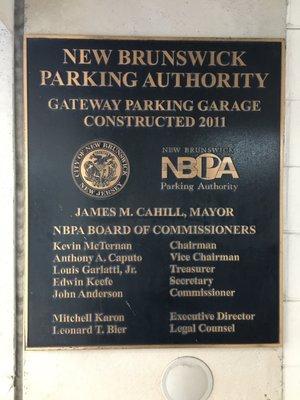 NEW BRUNSWICK
PARKING AUTHORITY
GATEWAY PARKING GARAGE
CONSTRUCTED 2011
CITY OF NEW BRUNSWICK
NEW JERSEY
NEW BRUNSWICK
NBPA
Parking Authority
JAMES M. CAHILL, MAYOR
NBPA BOARD OF COMMISSIONERS
Kevin McTernan Chairman
Anthony A. Caputo Vice Chairman
Louis Garlatti, Jr. Treasurer
Edwin Keefe Secretary
John Anderson Commissioner
Mitchell Karon Executive Director
Leonard T. Bier Legal Counsel